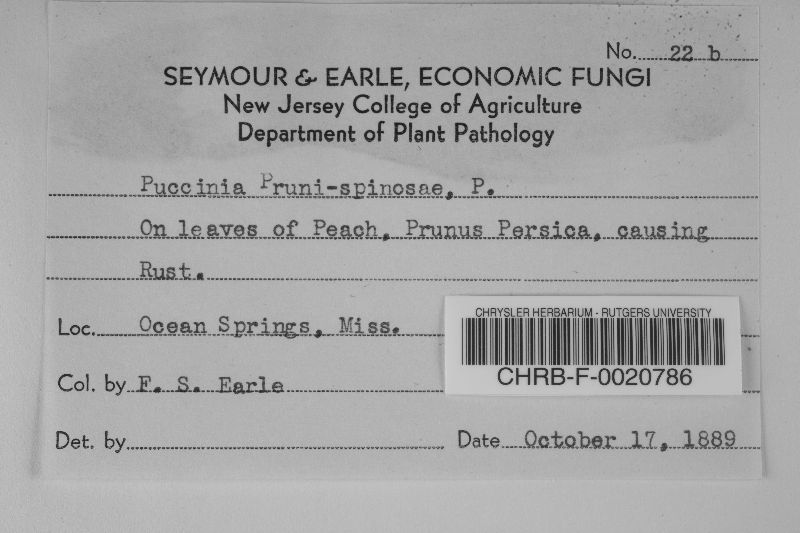 No. 22 b
SEYMOUR & EARLE, ECONOMIC FUNGI
New Jersey College of Agriculture
Department of Plant Pathology
Puccinia Pruni-spinosae, P.
On leaves of Peach, Prunus Persica, causing
Rust.
Loc. Ocean Springs, Miss.
CHRYSLER HERBARIUM - RUTGERS UNIVERSITY
CHRB-F-0020786
Col. by F. S. Earle
Det. by
Date October 17, 1889